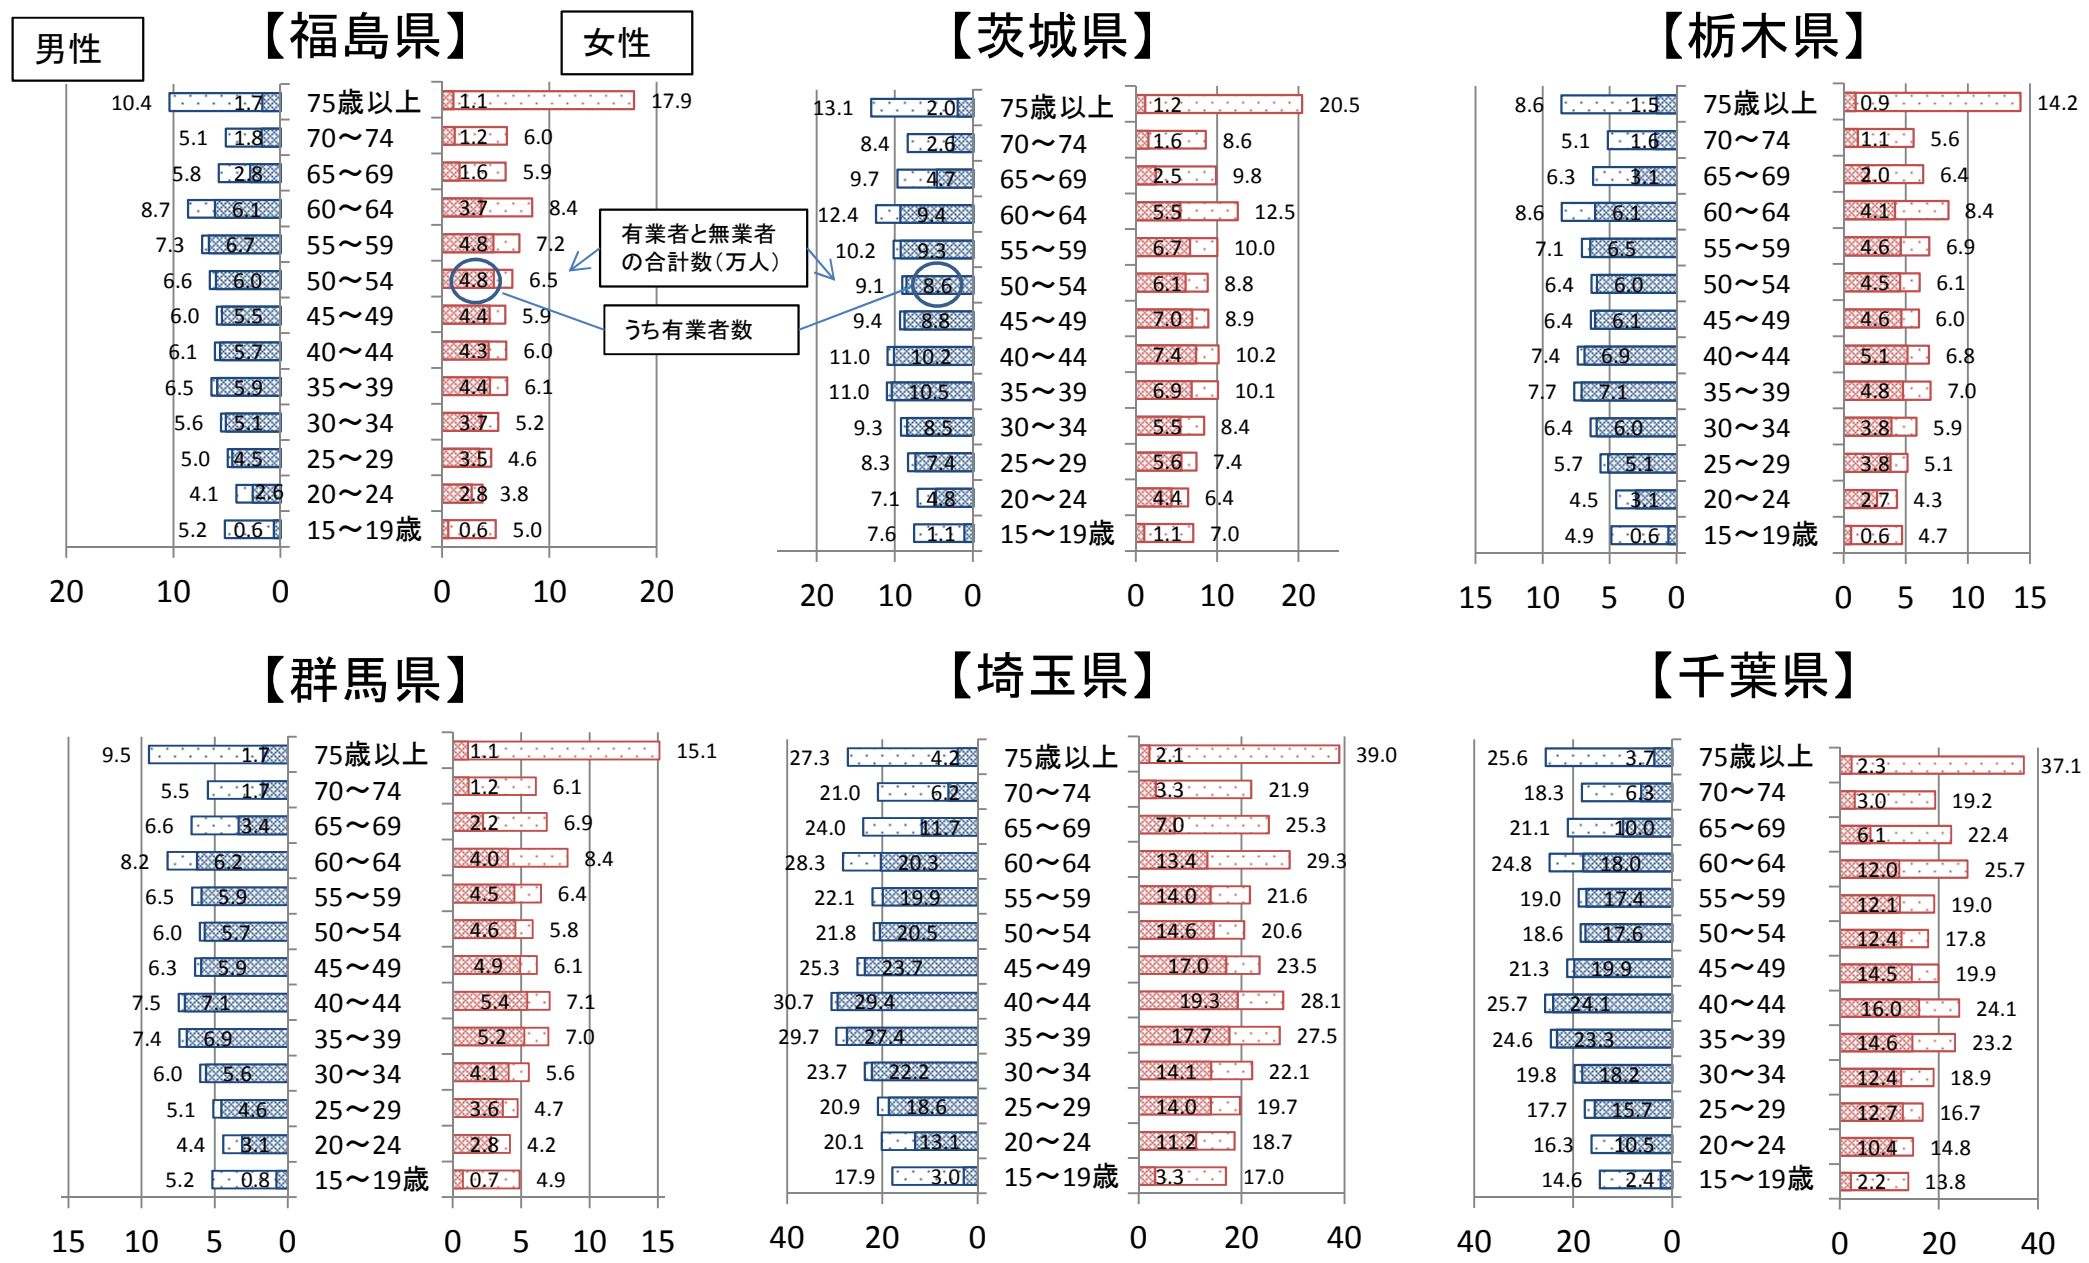 男性
【福島県】
女性
10.4 1.7 75歳以上 1.1 17.9
5.1 1.8 70～74 1.2 6.0
5.8 2.8 65～69 1.6 5.9
8.7 6.1 60～64 3.7 8.4
7.3 6.7 55～59 4.8 7.2
6.6 6.0 50～54 4.8 6.5
6.0 5.5 45～49 4.4 5.9
6.1 5.7 40～44 4.3 6.0
6.5 5.9 35～39 4.4 6.1
5.6 5.1 30～34 3.7 5.2
5.0 4.5 25～29 3.5 4.6
4.1 2.6 20～24 2.8 3.8
5.2 0.6 15～19歳 0.6 5.0
20 10 0 0 10 20
有業者と無業者
の合計数（万人）
うち有業者数
【茨城県】
13.1 2.0 75歳以上 1.2 20.5
8.4 2.6 70～74 1.6 8.6
9.7 4.7 65～69 2.5 9.8
12.4 9.4 60～64 5.5 12.5
10.2 9.3 55～59 6.7 10.0
9.1 8.6 50～54 6.1 8.8
9.4 8.8 45～49 7.0 8.9
11.0 10.2 40～44 7.4 10.2
11.0 10.5 35～39 6.9 10.1
9.3 8.5 30～34 5.5 8.4
8.3 7.4 25～29 5.6 7.4
7.1 4.8 20～24 4.4 6.4
7.6 1.1 15～19歳 1.1 7.0
20 10 0 0 10 20
【栃木県】
8.6 1.5 75歳以上 0.9 14.2
5.1 1.6 70～74 1.1 5.6
6.3 3.1 65～69 2.0 6.4
8.6 6.1 60～64 4.1 8.4
7.1 6.5 55～59 4.6 6.9
6.4 6.0 50～54 4.5 6.1
6.4 6.1 45～49 4.6 6.0
7.4 6.9 40～44 5.1 6.8
7.7 7.1 35～39 4.8 7.0
6.4 6.0 30～34 3.8 5.9
5.7 5.1 25～29 3.8 5.1
4.5 3.1 20～24 2.7 4.3
4.9 0.6 15～19歳 0.6 4.7
15 10 5 0 0 5 10 15
【群馬県】
9.5 1.7 75歳以上 1.1 15.1
5.5 1.7 70～74 1.2 6.1
6.6 3.4 65～69 2.2 6.9
8.2 6.2 60～64 4.0 8.4
6.5 5.9 55～59 4.5 6.4
6.0 5.7 50～54 4.6 5.8
6.3 5.9 45～49 4.9 6.1
7.5 7.1 40～44 5.4 7.1
7.4 6.9 35～39 5.2 7.0
6.0 5.6 30～34 4.1 5.6
5.1 4.6 25～29 3.6 4.7
4.4 3.1 20～24 2.8 4.2
5.2 0.8 15～19歳 0.7 4.9
15 10 5 0 0 5 10 15
【埼玉県】
27.3 4.2 75歳以上 2.1 39.0
21.0 6.2 70～74 3.3 21.9
24.0 11.7 65～69 7.0 25.3
28.3 20.3 60～64 13.4 29.3
22.1 19.9 55～59 14.0 21.6
21.8 20.5 50～54 14.6 20.6
25.3 23.7 45～49 17.0 23.5
30.7 29.4 40～44 19.3 28.1
29.7 27.4 35～39 17.7 27.5
23.7 22.2 30～34 14.1 22.1
20.9 18.6 25～29 14.0 19.7
20.1 13.1 20～24 11.2 18.7
17.9 3.0 15～19歳 3.3 17.0
40 20 0 0 20 40
【千葉県】
25.6 3.7 75歳以上 2.3 37.1
18.3 6.3 70～74 3.0 19.2
21.1 10.0 65～69 6.1 22.4
24.8 18.0 60～64 12.0 25.7
19.0 17.4 55～59 12.1 19.0
18.6 17.6 50～54 12.4 17.8
21.3 19.9 45～49 14.5 19.9
25.7 24.1 40～44 16.0 24.1
24.6 23.3 35～39 14.6 23.2
19.8 18.2 30～34 12.4 18.9
17.7 15.7 25～29 12.7 16.7
16.3 10.5 20～24 10.4 14.8
14.6 2.4 15～19歳 2.2 13.8
40 20 0 0 20 40